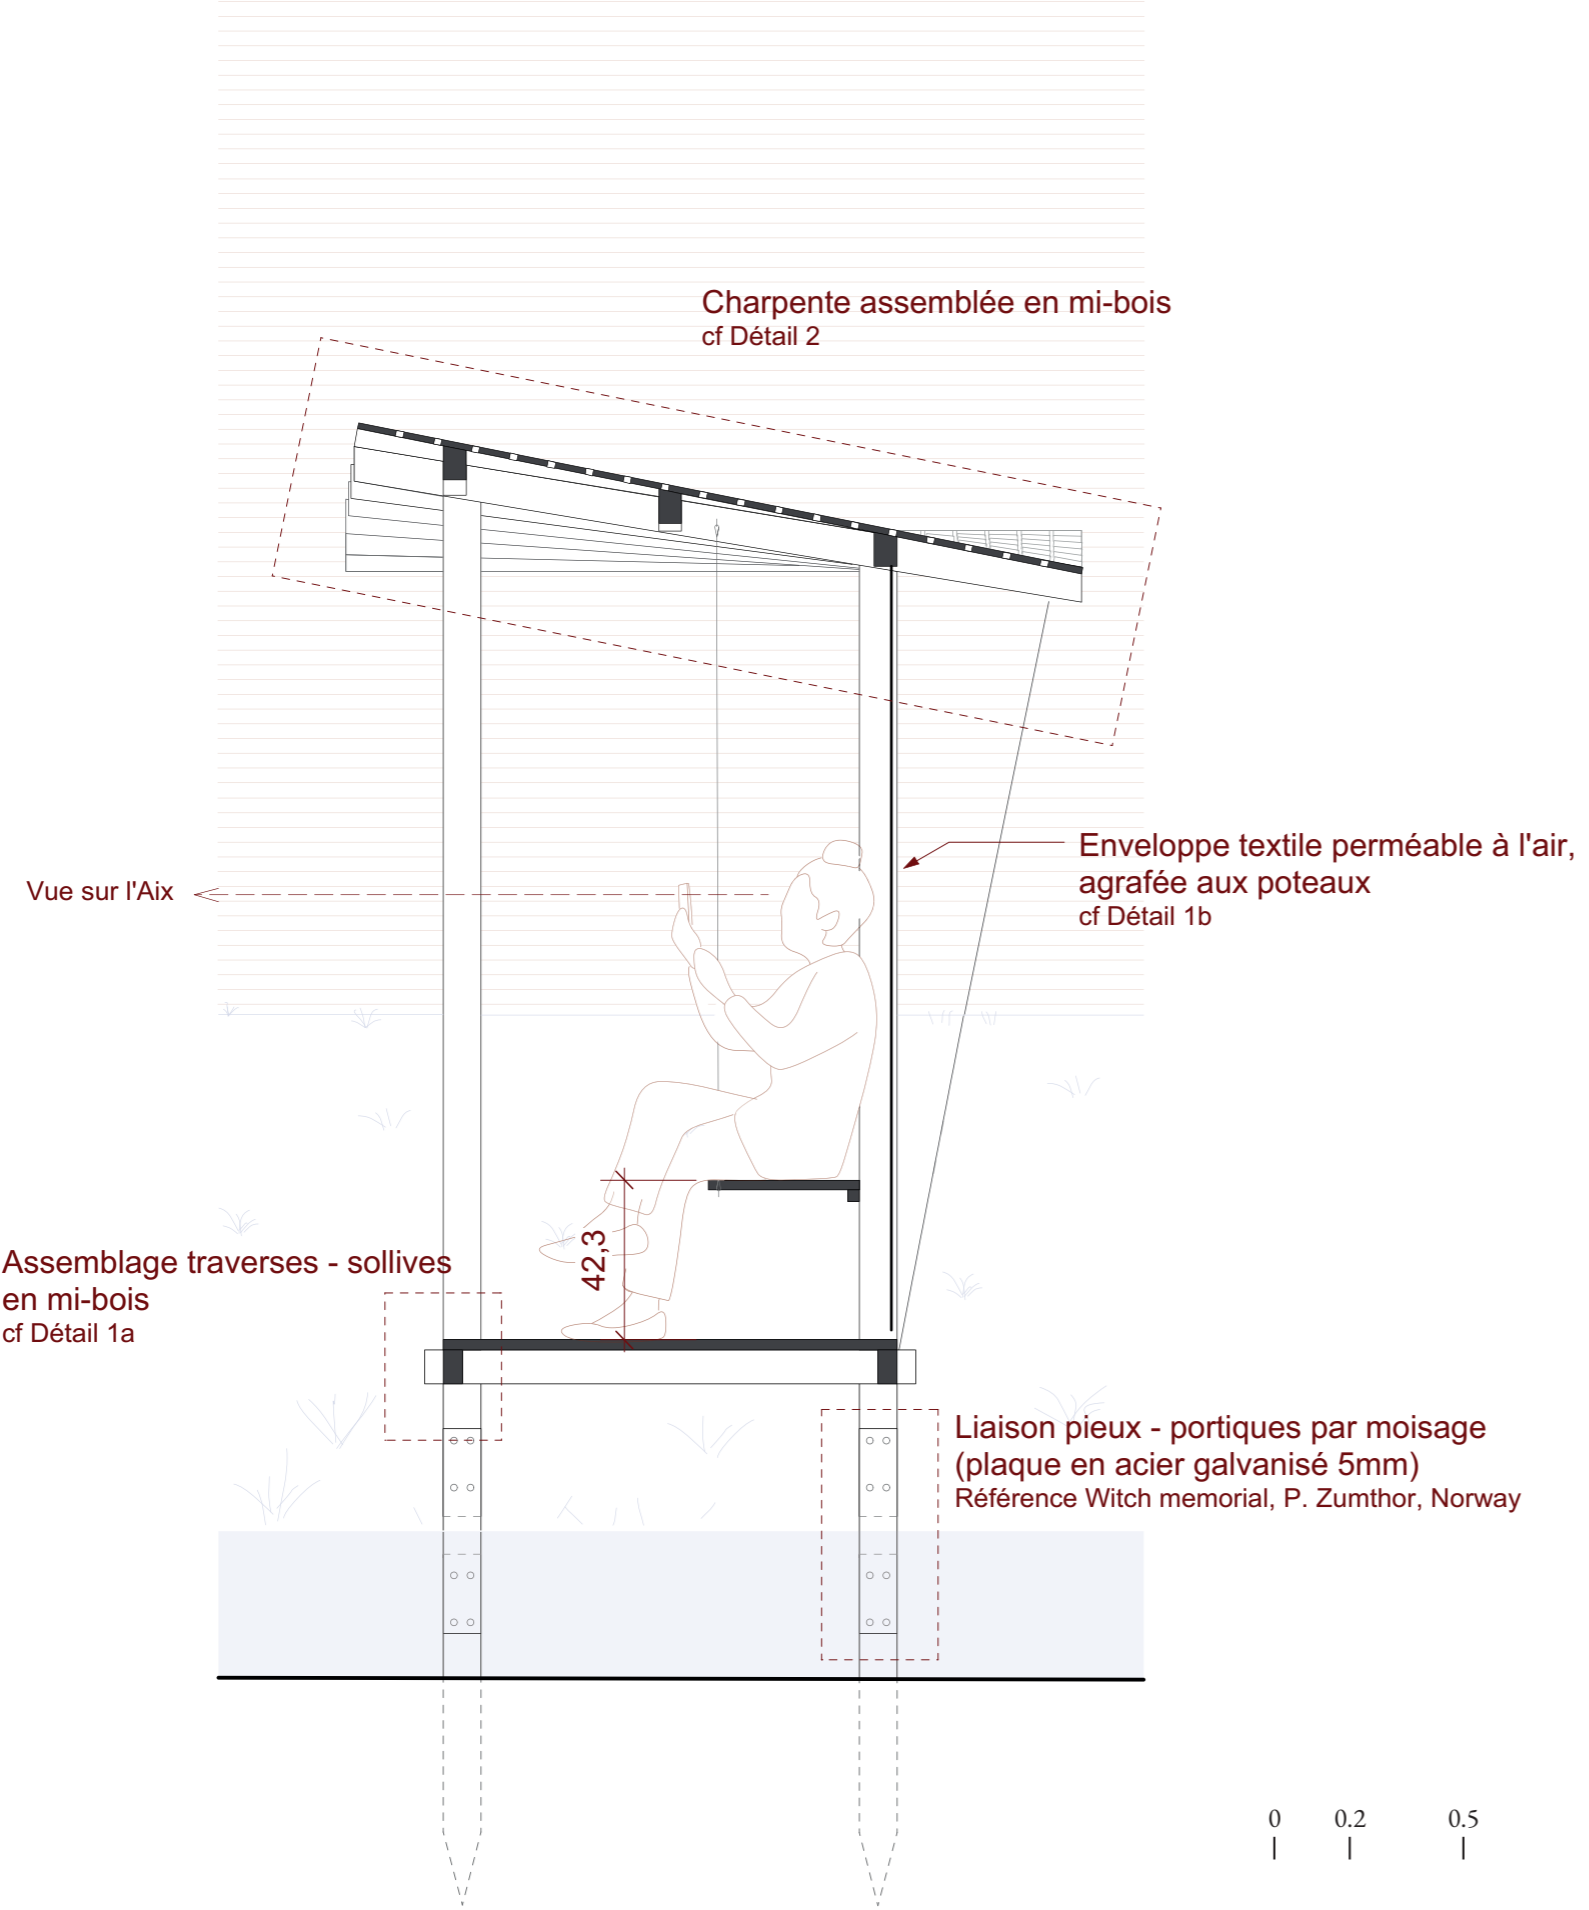 Charpente assemblée en mi-bois
cf Détail 2
Enveloppe textile perméable à l'air,
agrafée aux poteaux
cf Détail 1b
Vue sur l'Aix
42,3
Assemblage traverses - sollives
en mi-bois
cf Détail 1a
Liaison pieux - portiques par moisage
(plaque en acier galvanisé 5mm)
Référence Witch memorial, P. Zumthor, Norway
0 0.2 0.5